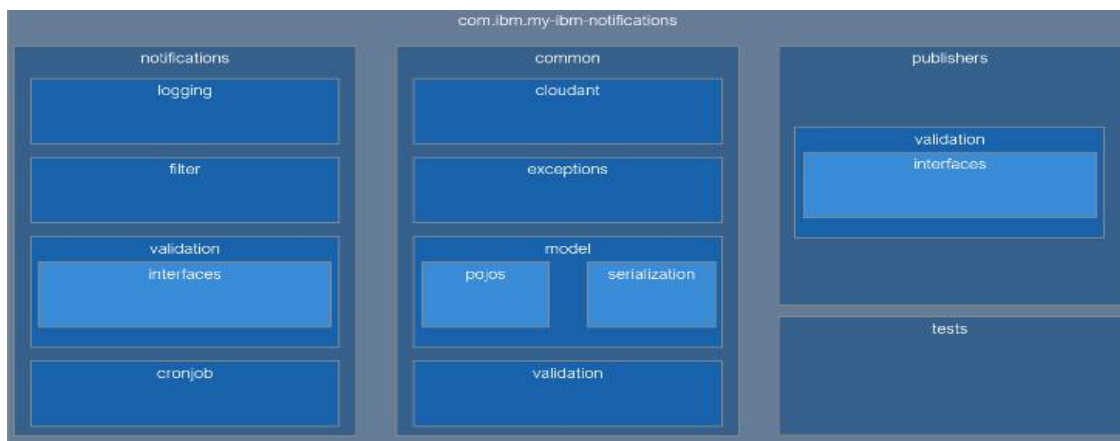 com.ibm.my-ibm-notifications
notifications
logging
filter
validation
interfaces
cronjob
common
cloudant
exceptions
model
pojos
serialization
validation
publishers
validation
interfaces
tests